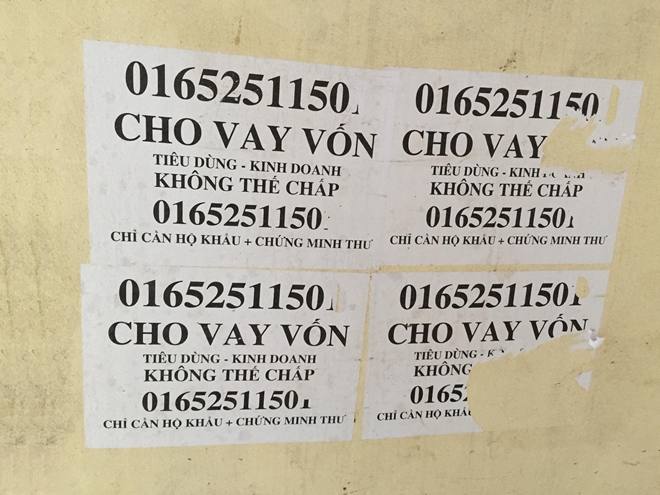 01652511501
CHO VAY VỐN
TIÊU DÙNG - KINH DOANH
KHÔNG THẾ CHẤP
01652511501
CHỈ CẦN HỘ KHẨU + CHỨNG MINH THƯ
0165251150
CHO VAY
TIÊU DÙNG - KINH
KHÔNG THẾ CHẤP
01652511501
CHỈ CẦN HỘ KHẨU + CHỨNG MINH THƯ
01652511501
CHO VAY VỐN
TIÊU DÙNG - KINH DOANH
KHÔNG THẾ CHẤP
01652511501
CHỈ CẦN HỘ KHẨU + CHỨNG MINH THƯ
01652511501
CHO VAY VỐN
TIÊU DÙNG -
KHÔNG
0165
CHỈ CẦN HỘ KHẨU